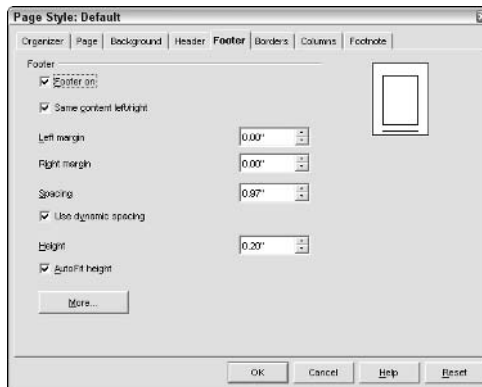 Page Style: Default
Organizer Page Background Header Footer Borders Columns Footnote
Footer
Footer on
Same content left/right
Left margin 0.00"
Right margin 0.00"
Spacing 0.97"
Use dynamic spacing
Height 0.20"
AutoFit height
More...
OK Cancel Help Reset